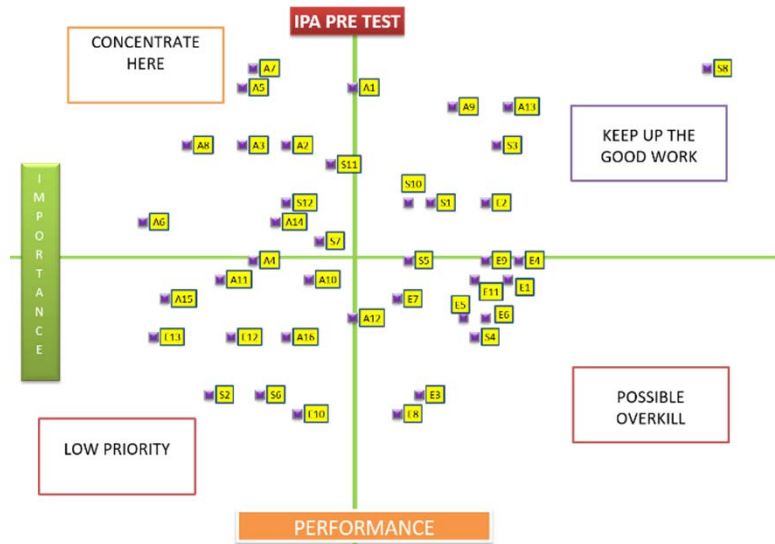 IPA PRE TEST
CONCENTRATE
HERE
A7
S8
A5
A1
A9
A13
KEEP UP THE
GOOD WORK
A8
A3
A2
S3
S11
S10
IMPORTANCE
S12
S1
E2
A6
A14
S7
A4
S5
E9
E4
A11
A10
E11
E1
A15
E7
E5
A12
E6
E13
E12
A16
S4
S2
S6
E3
POSSIBLE
OVERKILL
E10
E8
LOW PRIORITY
PERFORMANCE